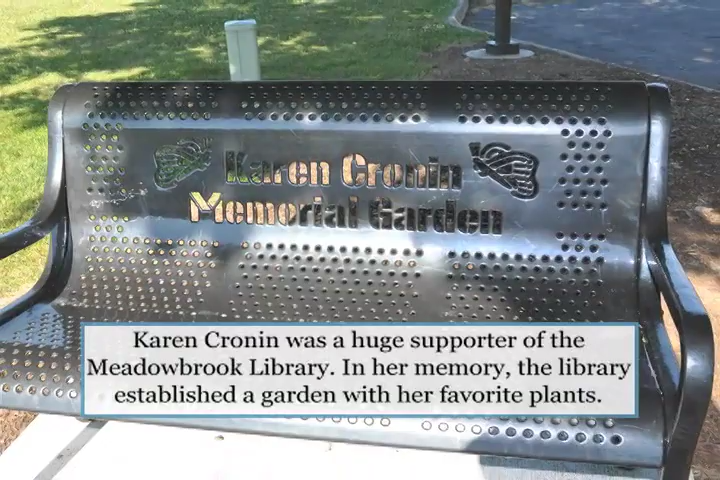 Karen Cronin
Memorial Garden
Karen Cronin was a huge supporter of the
Meadowbrook Library. In her memory, the library
established a garden with her favorite plants.